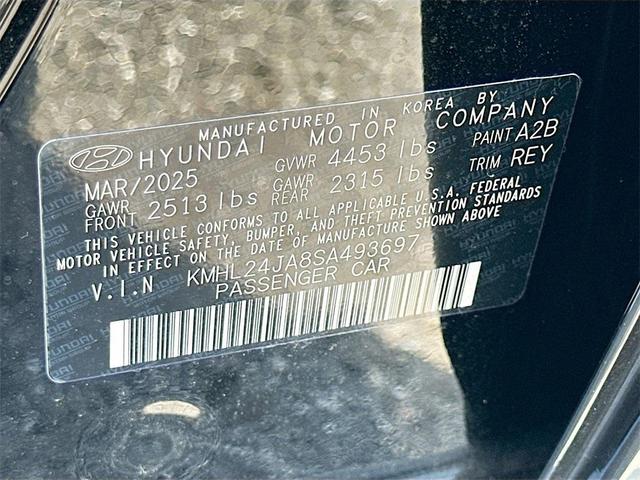 MANUFACTURED IN KOREA BY
HYUNDAI MOTOR COMPANY
MAR/2025 GVWR 4453 lbs PAINT A2B
GAWR FRONT 2513 lbs GAWR REAR 2315 lbs TRIM REY
THIS VEHICLE CONFORMS TO ALL APPLICABLE U.S.A. FEDERAL
MOTOR VEHICLE SAFETY, BUMPER, AND THEFT PREVENTION STANDARDS
IN EFFECT ON THE DATE OF MANUFACTURE SHOWN ABOVE
V.I.N KMHL24JA8SA493697
PASSENGER CAR